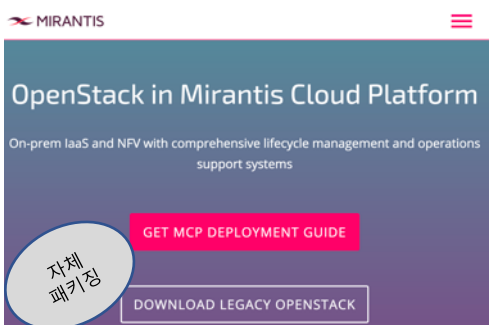 MIRANTIS
OpenStack in Mirantis Cloud Platform
On-prem IaaS and NFV with comprehensive lifecycle management and operations
support systems
GET MCP DEPLOYMENT GUIDE
자체
패키징
DOWNLOAD LEGACY OPENSTACK